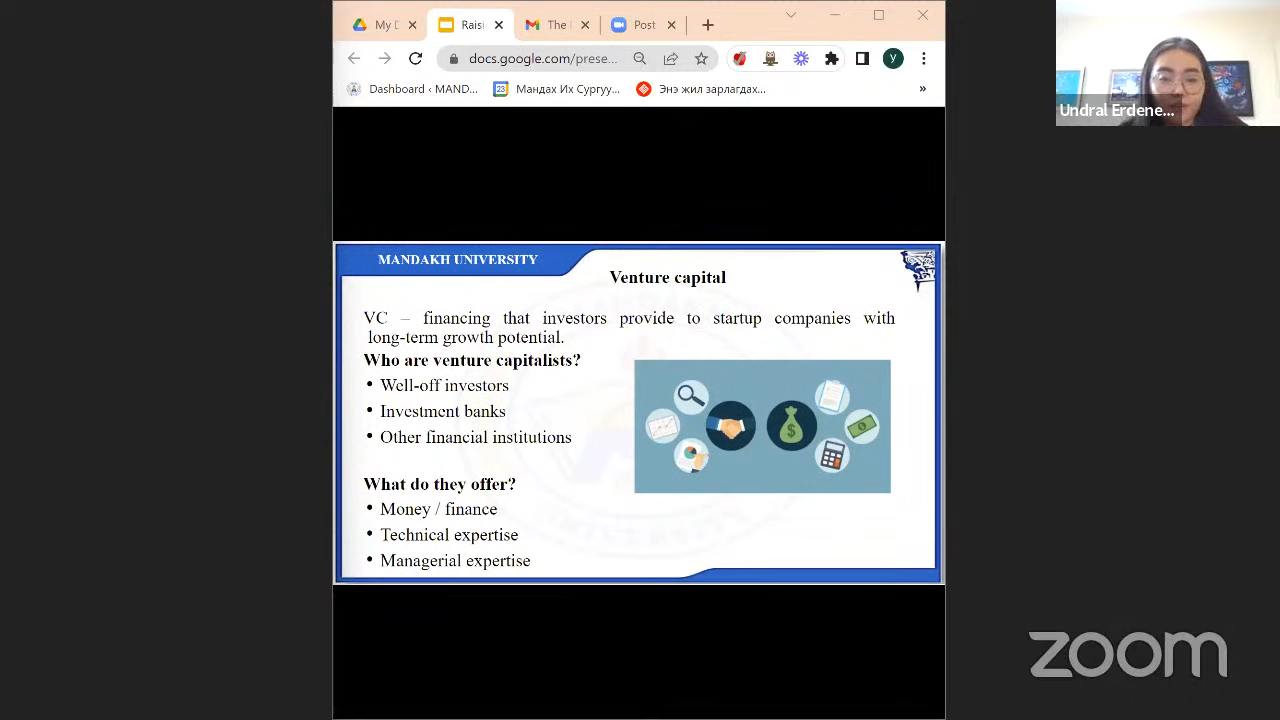 My D
Raisi
The
Post
docs.google.com/prese...
y
Dashboard MAND...
23
Мандах Их Сургуу...
Энэ жил зарлагдах...
»
Undral Erdene...
MANDAKH UNIVERSITY
Venture capital
VC – financing that investors provide to startup companies with
long-term growth potential.
Who are venture capitalists?
• Well-off investors
• Investment banks
• Other financial institutions
What do they offer?
• Money / finance
• Technical expertise
• Managerial expertise
$
zoom